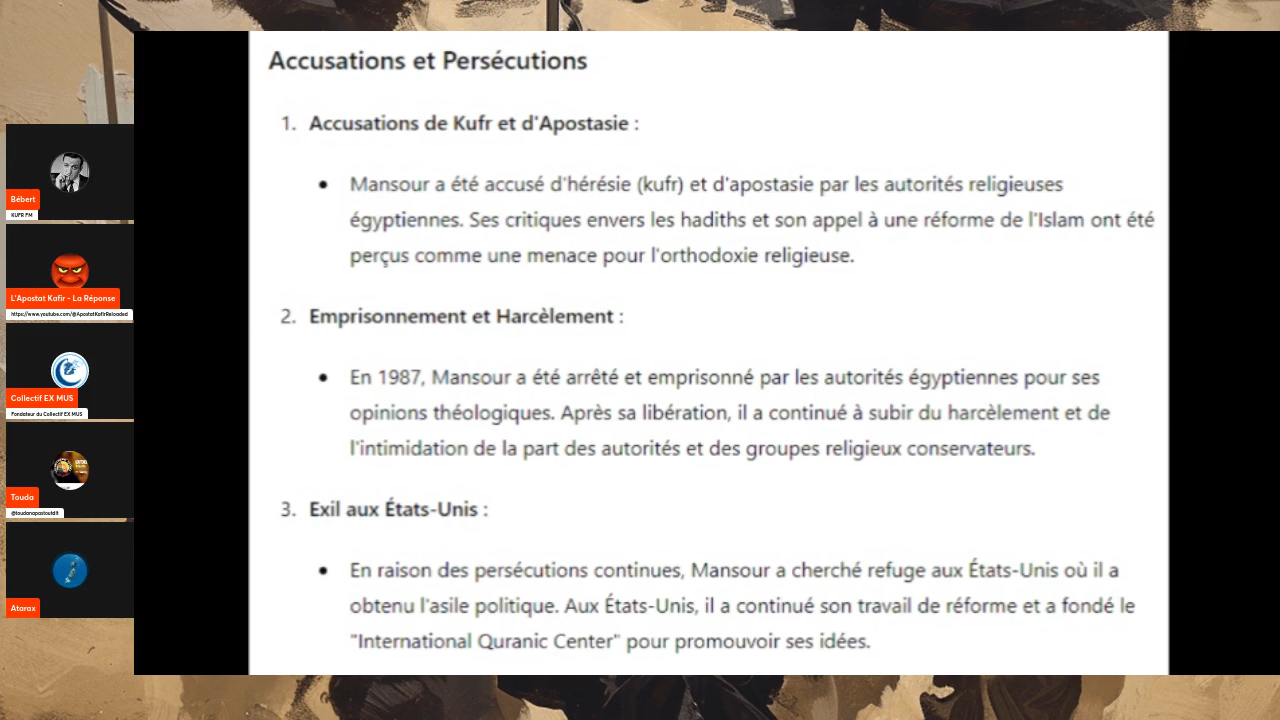 Accusations et Persécutions
1. Accusations de Kufr et d'Apostasie :
• Mansour a été accusé d'hérésie (kufr) et d'apostasie par les autorités religieuses
égyptiennes. Ses critiques envers les hadiths et son appel à une réforme de l'Islam ont été
perçus comme une menace pour l'orthodoxie religieuse.
2. Emprisonnement et Harcèlement :
• En 1987, Mansour a été arrêté et emprisonné par les autorités égyptiennes pour ses
opinions théologiques. Après sa libération, il a continué à subir du harcèlement et de
l'intimidation de la part des autorités et des groupes religieux conservateurs.
3. Exil aux États-Unis :
• En raison des persécutions continues, Mansour a cherché refuge aux États-Unis où il a
obtenu l'asile politique. Aux États-Unis, il a continué son travail de réforme et a fondé le
"International Quranic Center" pour promouvoir ses idées.
Bébert
KUFR FM
L'Apostat Kafir - La Réponse
https://www.youtube.com/@ApostatKafirReloaded
Collectif EX MUS
Fondateur du Collectif EX MUS
Touda
Atarax